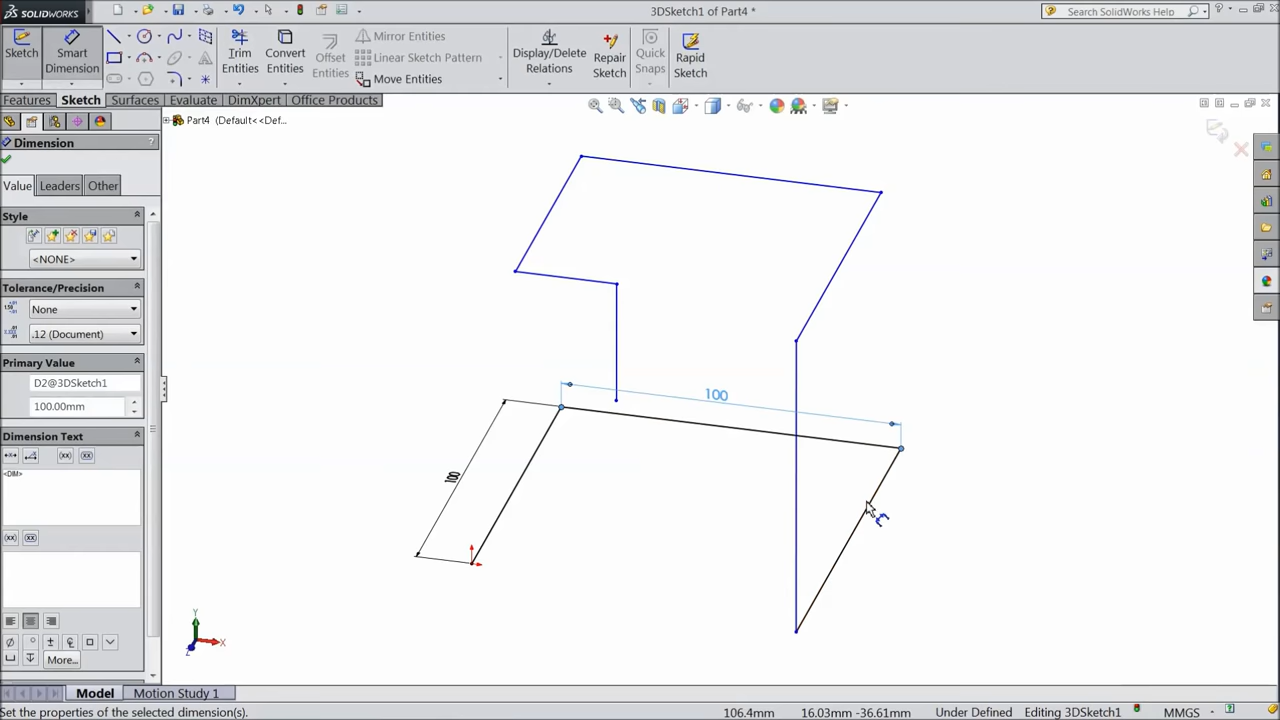 SOLIDWORKS
3DSketch1 of Part4 *
Search SolidWorks Help
Sketch
Smart Dimension
Trim Entities
Convert Entities
Offset Entities
Mirror Entities
Linear Sketch Pattern
Move Entities
Display/Delete Relations
Repair Sketch
Quick Snaps
Rapid Sketch
Features
Sketch
Surfaces
Evaluate
DimXpert
Office Products
Part4 (Default<<Def...
Dimension
?
Value
Leaders
Other
Style
<NONE>
Tolerance/Precision
None
.12 (Document)
Primary Value
D2@3DSketch1
100.00mm
Dimension Text
<DIM>
More...
100
100
Y
X
Z
Model
Motion Study 1
Set the properties of the selected dimension(s).
106.4mm
16.03mm -36.61mm
Under Defined
Editing 3DSketch1
MMGS